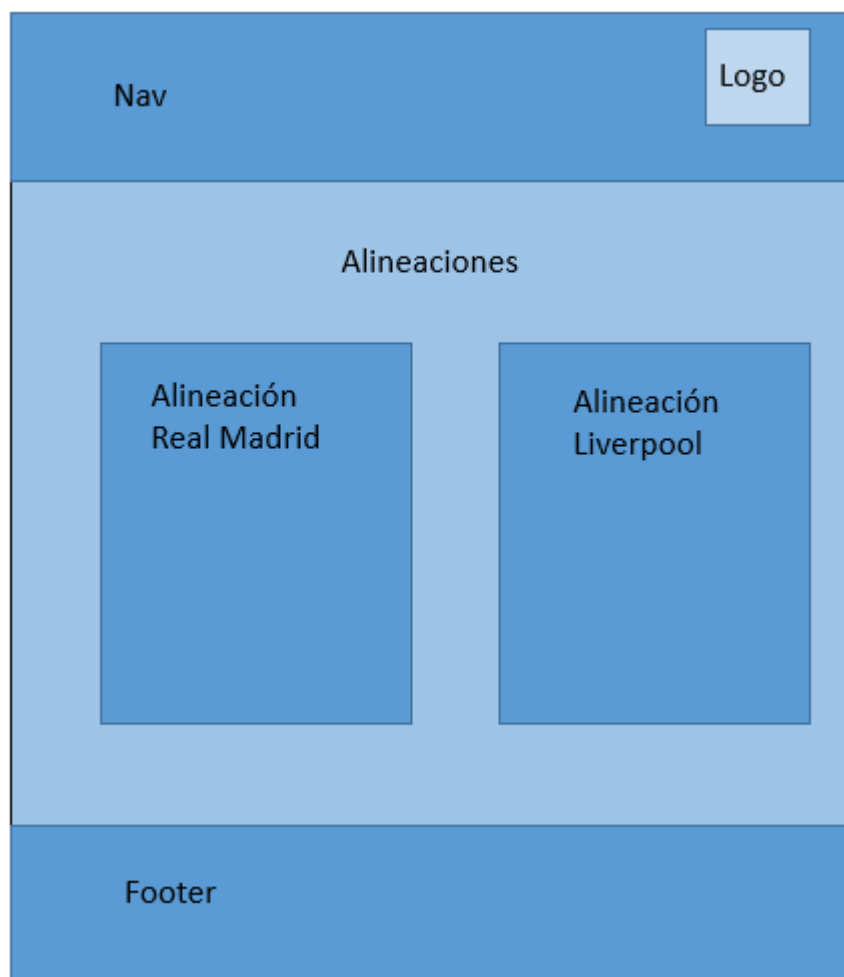 Nav
Logo
Alineaciones
Alineación
Real Madrid
Alineación
Liverpool
Footer